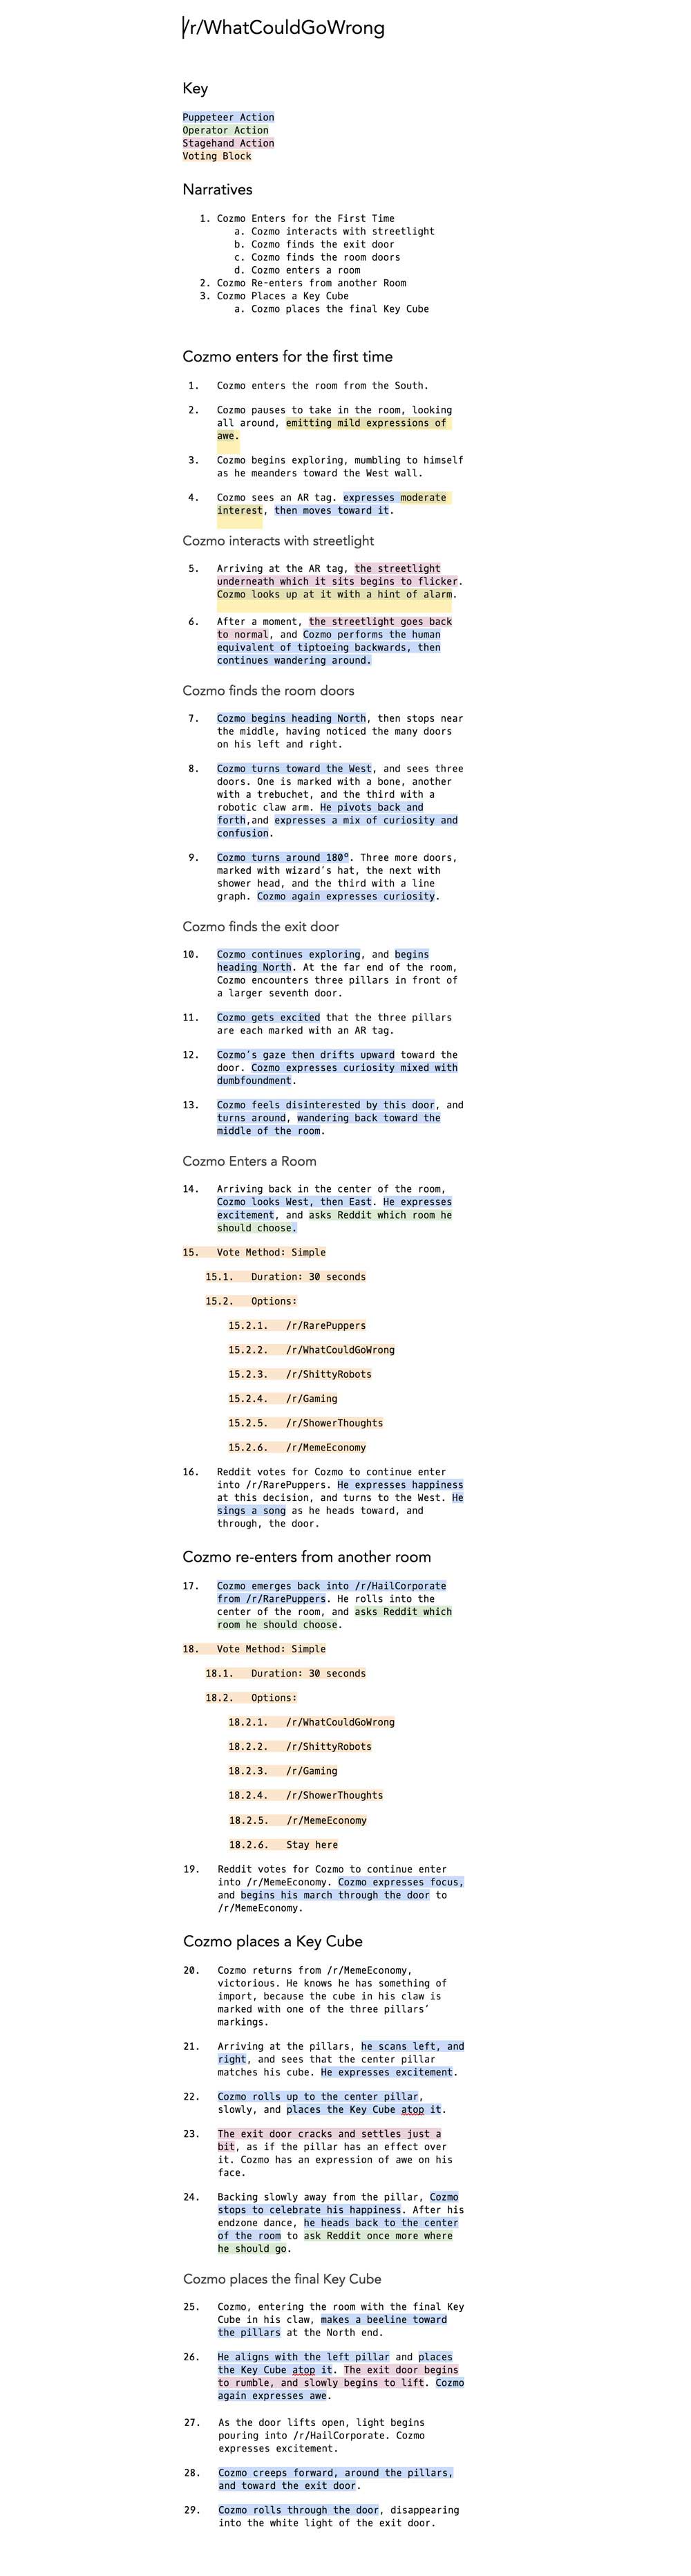 /r/WhatCouldGoWrong
Key
Puppeteer Action
Operator Action
Stagehand Action
Voting Block
Narratives
1. Cozmo Enters for the First Time
a. Cozmo interacts with streetlight
b. Cozmo finds the exit door
c. Cozmo finds the room doors
d. Cozmo enters a room
2. Cozmo Re-enters from another Room
3. Cozmo Places a Key Cube
a. Cozmo places the final Key Cube
Cozmo enters for the first time
1. Cozmo enters the room from the South.
2. Cozmo pauses to take in the room, looking
all around, emitting mild expressions of
awe.
3. Cozmo begins exploring, mumbling to himself
as he meanders toward the West wall.
4. Cozmo sees an AR tag. expresses moderate
interest, then moves toward it.
Cozmo interacts with streetlight
5. Arriving at the AR tag, the streetlight
underneath which it sits begins to flicker.
Cozmo looks up at it with a hint of alarm.
6. After a moment, the streetlight goes back
to normal, and Cozmo performs the human
equivalent of tiptoeing backwards, then
continues wandering around.
Cozmo finds the room doors
7. Cozmo begins heading North, then stops near
the middle, having noticed the many doors
on his left and right.
8. Cozmo turns toward the West, and sees three
doors. One is marked with a bone, another
with a trebuchet, and the third with a
robotic claw arm. He pivots back and
forth,and expresses a mix of curiosity and
confusion.
9. Cozmo turns around 180°. Three more doors,
marked with wizard's hat, the next with
shower head, and the third with a line
graph. Cozmo again expresses curiosity.
Cozmo finds the exit door
10. Cozmo continues exploring, and begins
heading North. At the far end of the room,
Cozmo encounters three pillars in front of
a larger seventh door.
11. Cozmo gets excited that the three pillars
are each marked with an AR tag.
12. Cozmo's gaze then drifts upward toward the
door. Cozmo expresses curiosity mixed with
dumbfoundment.
13. Cozmo feels disinterested by this door, and
turns around, wandering back toward the
middle of the room.
Cozmo Enters a Room
14. Arriving back in the center of the room,
Cozmo looks West, then East. He expresses
excitement, and asks Reddit which room he
should choose.
15. Vote Method: Simple
15.1. Duration: 30 seconds
15.2. Options:
15.2.1. /r/RarePuppers
15.2.2. /r/WhatCouldGoWrong
15.2.3. /r/ShittyRobots
15.2.4. /r/Gaming
15.2.5. /r/ShowerThoughts
15.2.6. /r/MemeEconomy
16. Reddit votes for Cozmo to continue enter
into /r/RarePuppers. He expresses happiness
at this decision, and turns to the West. He
sings a song as he heads toward, and
through, the door.
Cozmo re-enters from another room
17. Cozmo emerges back into /r/HailCorporate
from /r/RarePuppers. He rolls into the
center of the room, and asks Reddit which
room he should choose.
18. Vote Method: Simple
18.1. Duration: 30 seconds
18.2. Options:
18.2.1. /r/WhatCouldGoWrong
18.2.2. /r/ShittyRobots
18.2.3. /r/Gaming
18.2.4. /r/ShowerThoughts
18.2.5. /r/MemeEconomy
18.2.6. Stay here
19. Reddit votes for Cozmo to continue enter
into /r/MemeEconomy. Cozmo expresses focus,
and begins his march through the door to
/r/MemeEconomy.
Cozmo places a Key Cube
20. Cozmo returns from /r/MemeEconomy,
victorious. He knows he has something of
import, because the cube in his claw is
marked with one of the three pillars'
markings.
21. Arriving at the pillars, he scans left, and
right, and sees that the center pillar
matches his cube. He expresses excitement.
22. Cozmo rolls up to the center pillar,
slowly, and places the Key Cube atop it.
23. The exit door cracks and settles just a
bit, as if the pillar has an effect over
it. Cozmo has an expression of awe on his
face.
24. Backing slowly away from the pillar, Cozmo
stops to celebrate his happiness. After his
endzone dance, he heads back to the center
of the room to ask Reddit once more where
he should go.
Cozmo places the final Key Cube
25. Cozmo, entering the room with the final Key
Cube in his claw, makes a beeline toward
the pillars at the North end.
26. He aligns with the left pillar and places
the Key Cube atop it. The exit door begins
to rumble, and slowly begins to lift. Cozmo
again expresses awe.
27. As the door lifts open, light begins
pouring into /r/HailCorporate. Cozmo
expresses excitement.
28. Cozmo creeps forward, around the pillars,
and toward the exit door.
29. Cozmo rolls through the door, disappearing
into the white light of the exit door.